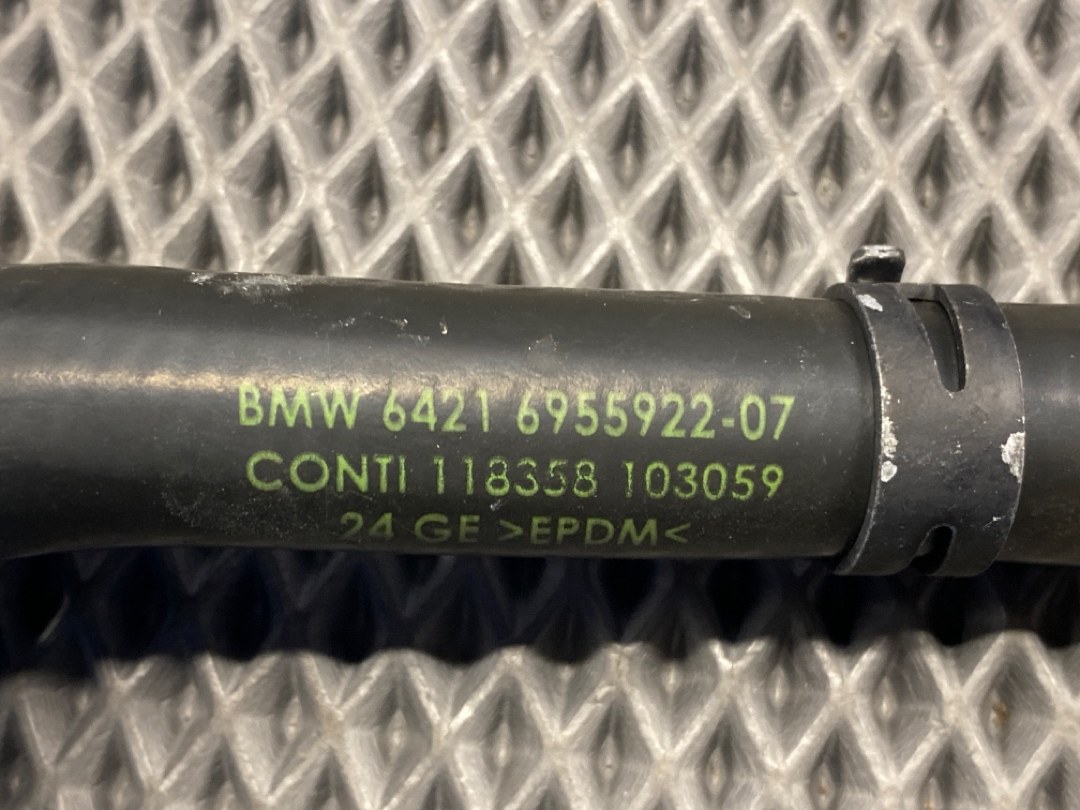 BMW 6421 6955922-07
CONTI 118358 103059
24 GE >EPDM<